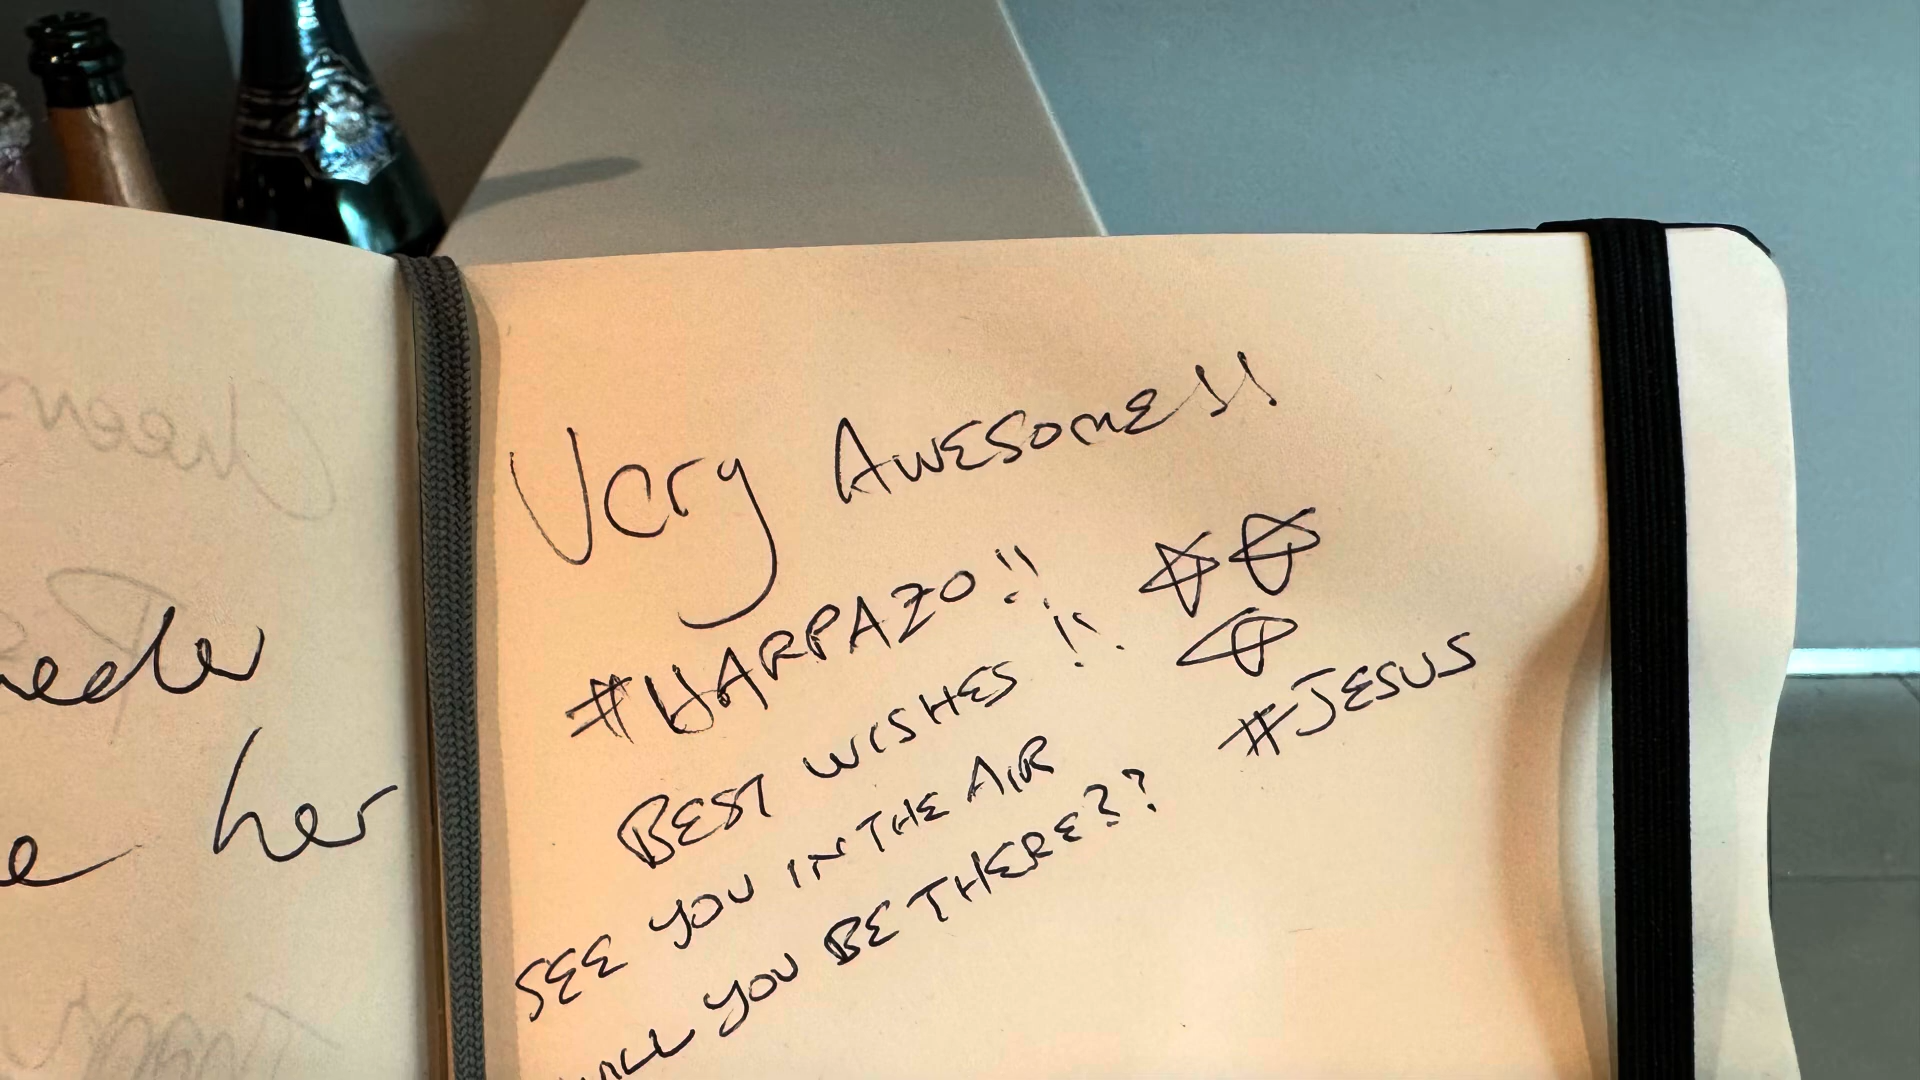 her
Very AWESOME!!
#HARPAZO!!
BEST WISHES !!
#JESUS
SEE YOU IN THE AIR
WILL YOU BE THERE??